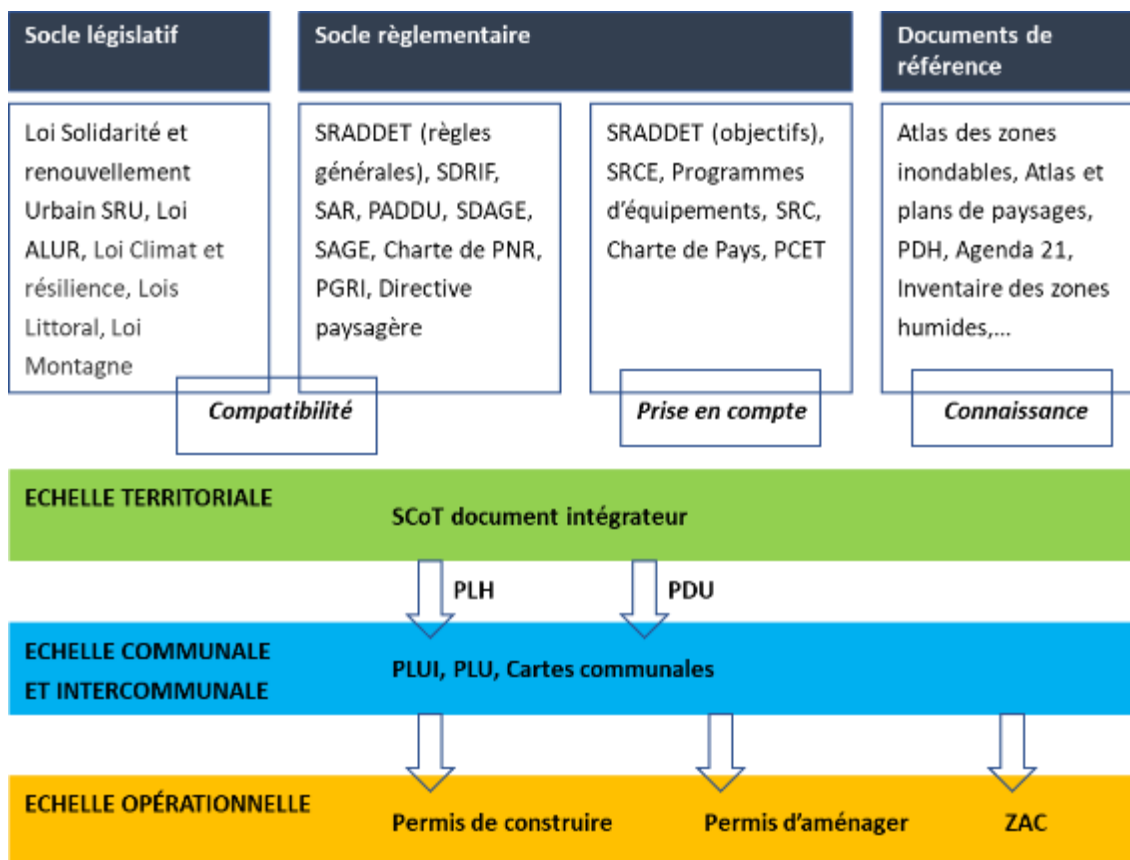 Socle législatif
Socle règlementaire
Documents de
référence
Loi Solidarité et
renouvellement
Urbain SRU, Loi
ALUR, Loi Climat et
résilience, Lois
Littoral, Loi
Montagne
SRADDET (règles
générales), SDRIF,
SAR, PADDU, SDAGE,
SAGE, Charte de PNR,
PGRI, Directive
paysagère
SRADDET (objectifs),
SRCE, Programmes
d'équipements, SRC,
Charte de Pays, PCET
Atlas des zones
inondables, Atlas et
plans de paysages,
PDH, Agenda 21,
Inventaire des zones
humides,...
Compatibilité
Prise en compte
Connaissance
ECHELLE TERRITORIALE
SCoT document intégrateur
PLH
PDU
ECHELLE COMMUNALE
ET INTERCOMMUNALE
PLUI, PLU, Cartes communales
ECHELLE OPÉRATIONNELLE
Permis de construire
Permis d'aménager
ZAC